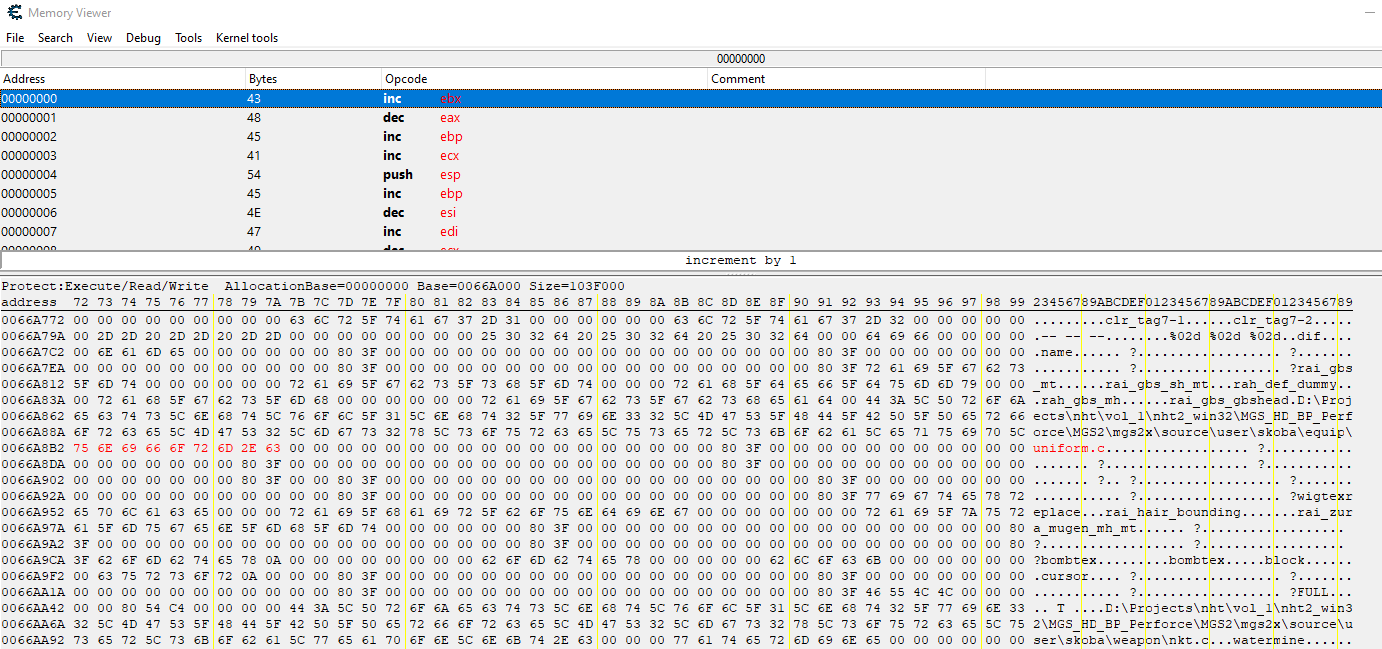 Memory Viewer
File Search View Debug Tools Kernel tools
00000000
Address Bytes Opcode Comment
00000000 43 inc ebx
00000001 48 dec eax
00000002 45 inc ebp
00000003 41 inc ecx
00000004 54 push esp
00000005 45 inc ebp
00000006 4E dec esi
00000007 47 inc edi
increment by 1
Protect:Execute/Read/Write AllocationBase=00000000 Base=0066A000 Size=103F000
address 72 73 74 75 76 77 78 79 7A 7B 7C 7D 7E 7F 80 81 82 83 84 85 86 87 88 89 8A 8B 8C 8D 8E 8F 90 91 92 93 94 95 96 97 98 99 23456789ABCDEF0123456789ABCDEF0123456789
0066A772 00 00 00 00 00 00 00 00 00 63 6C 72 5F 74 61 67 37 2D 31 00 00 00 00 00 00 63 6C 72 5F 74 61 67 37 2D 32 00 00 00 00 00 .........clr_tag7-1......clr_tag7-2.....
0066A79A 00 2D 2D 20 2D 2D 20 2D 2D 00 00 00 00 00 00 00 00 25 30 32 64 20 25 30 32 64 20 25 30 32 64 00 00 64 69 66 00 00 00 00 .-- -- --........%02d %02d %02d..dif....
0066A7C2 00 6E 61 6D 65 00 00 00 00 00 00 00 80 3F 00 00 00 00 00 00 00 00 00 00 00 00 00 00 00 00 00 00 80 3F 00 00 00 00 00 00 .name....... ?.................. ?......
0066A7EA 00 00 00 00 00 00 00 00 00 00 00 00 80 3F 00 00 00 00 00 00 00 00 00 00 00 00 00 00 00 00 00 00 80 3F 72 61 69 5F 67 62 73 ............ ?.................. ?rai_gbs
0066A812 5F 6D 74 00 00 00 00 00 00 72 61 69 5F 67 62 73 5F 73 68 5F 6D 74 00 00 00 00 72 61 68 5F 64 65 66 5F 64 75 6D 6D 79 00 00 _mt......rai_gbs_sh_mt....rah_def_dummy..
0066A83A 00 72 61 68 5F 67 62 73 5F 6D 68 00 00 00 00 00 00 72 61 69 5F 67 62 73 68 65 61 64 00 44 3A 5C 50 72 6F 6A .rah_gbs_mh......rai_gbs_gbshead.D:\Proj
0066A862 65 63 74 73 5C 6E 68 74 5C 76 6F 6C 5F 31 5C 6E 68 74 32 5F 77 69 6E 33 32 5C 4D 47 53 5F 48 44 5F 42 50 5F 50 65 72 66 ects\nht\vol_1\nht2_win32\MGS_HD_BP_Perf
0066A88A 6F 72 63 65 5C 4D 47 53 32 5C 6D 67 73 32 78 5C 73 6F 75 72 63 65 5C 75 73 65 72 5C 73 6B 6F 62 61 5C 65 71 75 69 70 5C orce\MGS2\mgs2x\source\user\skoba\equip\
0066A8B2 75 6E 69 66 6F 72 6D 2E 63 00 00 00 00 00 00 00 00 00 00 00 00 00 00 00 00 00 00 00 80 3F 00 00 00 00 00 00 00 00 00 00 uniform.c................... ?..........
0066A8DA 00 00 00 00 00 00 00 80 3F 00 00 00 00 00 00 00 00 00 00 00 00 00 00 00 00 00 00 80 3F 00 00 00 00 00 00 00 00 00 00 ....... ?.................. ?..........
0066A902 00 00 00 00 00 00 00 80 3F 00 00 80 3F 00 00 00 00 00 00 00 00 00 00 00 00 00 00 00 00 00 00 80 3F 00 00 00 00 00 00 ....... ?.. ?.................. ?......
0066A92A 00 00 00 00 00 00 00 00 00 00 00 00 80 3F 00 00 00 00 00 00 00 00 00 00 00 00 00 00 00 00 00 00 80 3F 77 69 67 74 65 78 72 ............ ?.................. ?wigtexr
0066A952 65 70 6C 61 63 65 00 00 00 00 72 61 69 5F 68 61 69 72 5F 62 6F 75 6E 64 69 6E 67 00 00 00 00 00 00 72 61 69 5F 7A 75 72 eplace...rai_hair_bounding.......rai_zur
0066A97A 61 5F 6D 75 67 65 6E 5F 6D 68 5F 6D 74 00 00 00 00 00 00 80 3F 00 00 00 00 00 00 00 00 00 00 00 00 00 00 00 00 00 00 80 a_mugen_mh_mt...... ?..................
0066A9A2 3F 00 00 00 00 00 00 00 00 00 00 00 00 00 00 00 00 00 00 80 3F 00 00 00 00 00 00 00 00 00 00 00 00 00 00 00 00 00 00 80 ?.................. ?..................
0066A9CA 3F 62 6F 6D 62 74 65 78 0A 00 00 00 00 00 00 00 00 62 6F 6D 62 74 65 78 00 00 00 00 00 62 6C 6F 63 6B 00 00 00 00 00 00 ?bombtex.........bombtex.....block......
0066A9F2 00 63 75 72 73 6F 72 0A 00 00 00 00 80 3F 00 00 00 00 00 00 00 00 00 00 00 00 00 00 00 00 00 00 80 3F 00 00 00 00 00 00 .cursor..... ?.................. ?......
0066AA1A 00 00 00 00 00 00 00 00 00 00 00 00 80 3F 00 00 00 00 00 00 00 00 00 00 00 00 00 00 00 00 00 00 80 3F 46 55 4C 4C 00 00 00 ............ ?.................. ?FULL...
0066AA42 00 00 80 54 C4 00 00 00 00 44 3A 5C 50 72 6F 6A 65 63 74 73 5C 6E 68 74 5C 76 6F 6C 5F 31 5C 6E 68 74 32 5F 77 69 6E 33 .. T ....D:\Projects\nht\vol_1\nht2_win3
0066AA6A 32 5C 4D 47 53 5F 48 44 5F 42 50 5F 50 65 72 66 6F 72 63 65 5C 4D 47 53 32 5C 6D 67 73 32 78 5C 73 6F 75 72 63 65 5C 75 2\MGS_HD_BP_Perforce\MGS2\mgs2x\source\u
0066AA92 73 65 72 5C 73 6B 6F 62 61 5C 77 65 61 70 6F 6E 5C 6E 6B 74 2E 63 00 00 00 77 61 74 65 72 6D 69 6E 65 00 00 00 00 00 00 ser\skoba\weapon\nkt.c...watermine......